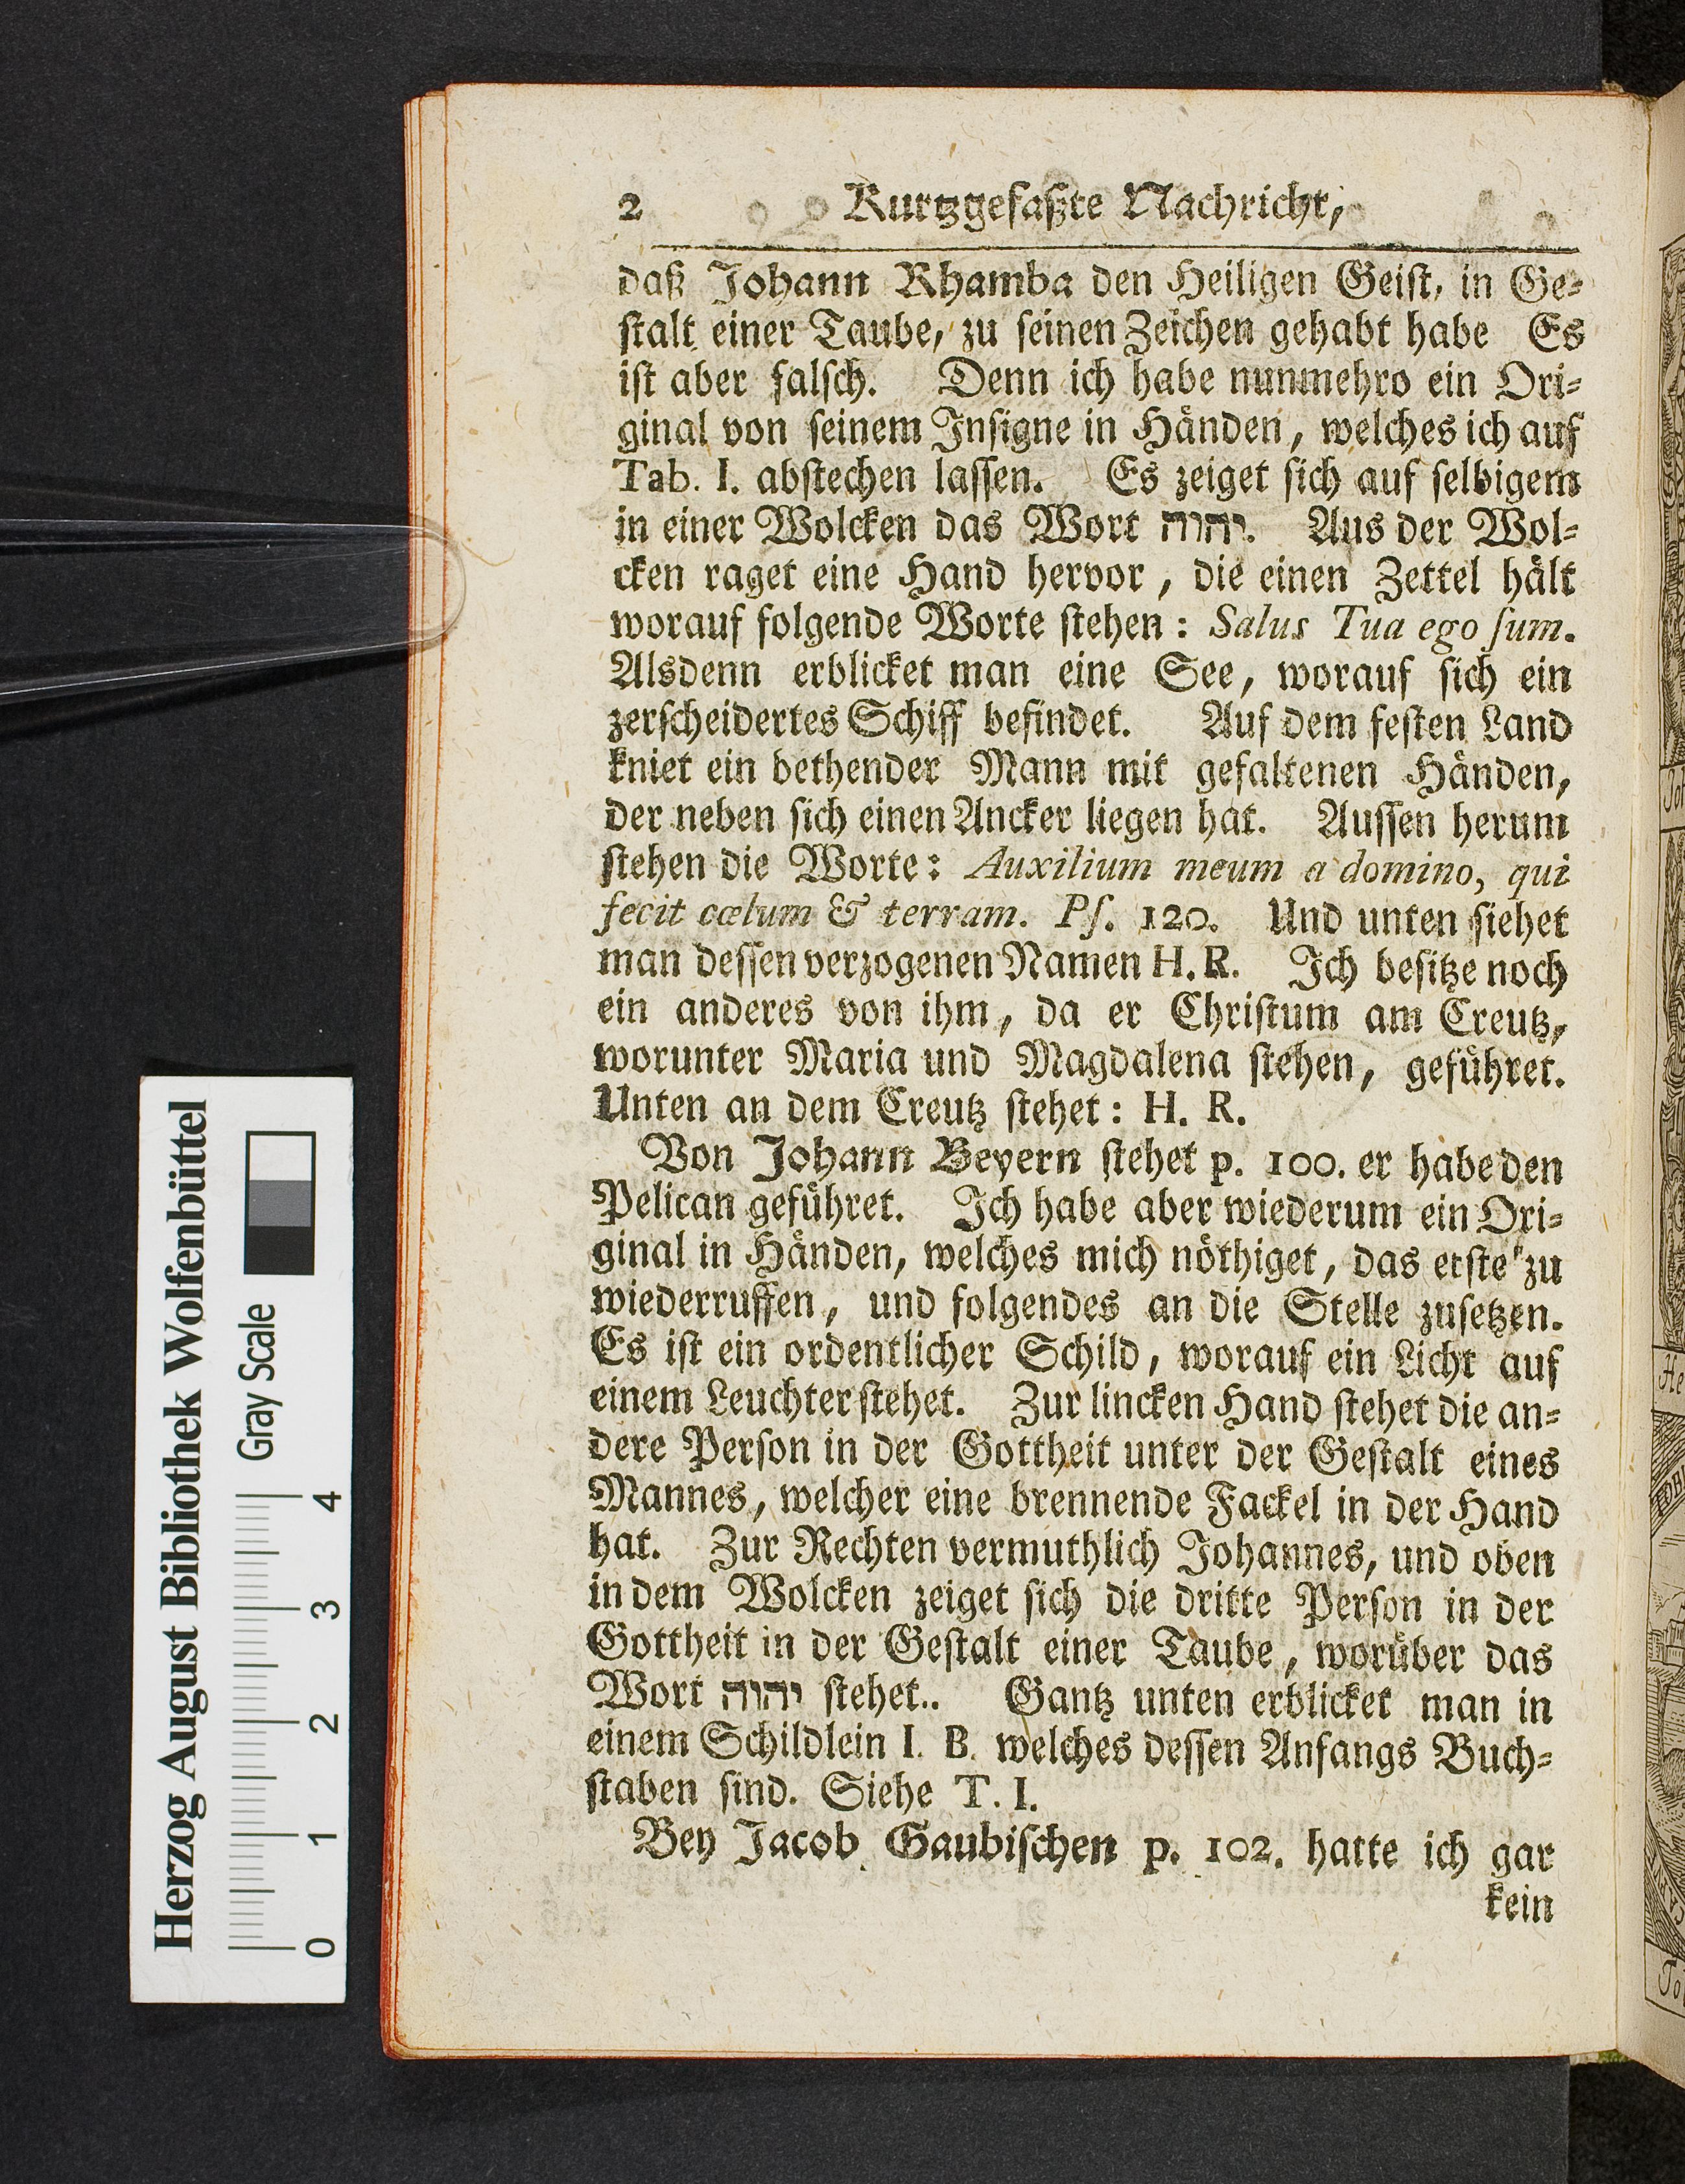 2 Kurtzgefaßte Nachricht,
daß Johann Rhamba den Heiligen Geist, in Ge-
stalt einer Taube, zu seinen Zeichen gehabt habe Es
ist aber falsch. Denn ich habe nunmehro ein Ori-
ginal von seinem Insigne in Händen, welches ich auf
Tab. I. abstechen lassen. Es zeiget sich auf selbigem
in einer Wolcken das Wort יהוה. Aus der Wol-
cken raget eine Hand hervor, die einen Zettel hält
worauf folgende Worte stehen: Salus Tua ego sum.
Alsdenn erblicket man eine See, worauf sich ein
zerscheidertes Schiff befindet. Auf dem festen Land
kniet ein bethender Mann mit gefaltenen Händen,
der neben sich einen Ancker liegen hat. Aussen herum
stehen die Worte: Auxilium meum a domino, qui
fecit cœlum & terram. Ps. 120. Und unten siehet
man dessen verzogenen Namen H. R. Ich besitze noch
ein anderes von ihm, da er Christum am Creutz,
worunter Maria und Magdalena stehen, geführet.
Unten an dem Creutz stehet: H. R.
Von Johann Beyern stehet p. 100. er habe den
Pelican geführet. Ich habe aber wiederum ein Ori-
ginal in Händen, welches mich nöthiget, das erste zu
wiederruffen, und folgendes an die Stelle zusetzen.
Es ist ein ordentlicher Schild, worauf ein Licht auf
einem Leuchter stehet. Zur lincken Hand stehet die an-
dere Person in der Gottheit unter der Gestalt eines
Mannes, welcher eine brennende Fackel in der Hand
hat. Zur Rechten vermuthlich Johannes, und oben
in dem Wolcken zeiget sich die dritte Person in der
Gottheit in der Gestalt einer Taube, worüber das
Wort יהוה stehet.. Gantz unten erblicket man in
einem Schildlein I. B. welches dessen Anfangs Buch-
staben sind. Siehe T. I.
Bey Jacob Gaubischen p. 102. hatte ich gar
kein
Herzog August Bibliothek Wolfenbüttel
Gray Scale
0 1 2 3 4